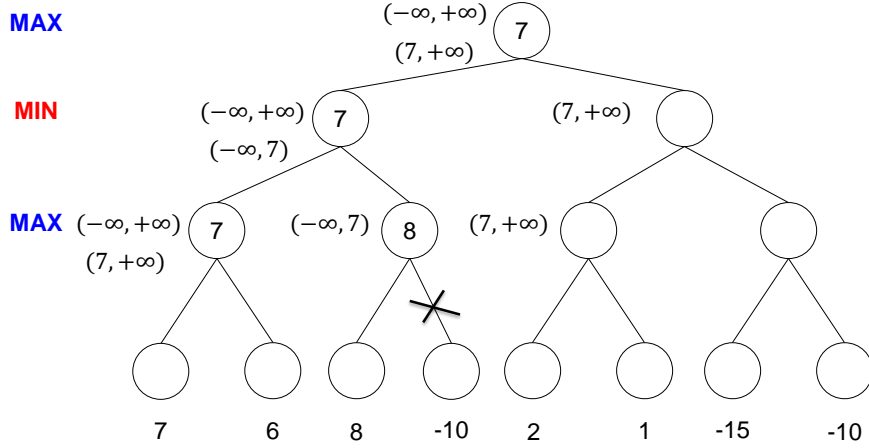 MAX (−∞, +∞) 7
(7, +∞)
MIN (−∞, +∞) 7 (7, +∞)
(−∞, 7)
MAX (−∞, +∞) 7 (−∞, 7) 8 (7, +∞)
(7, +∞)
7 6 8 -10 2 1 -15 -10